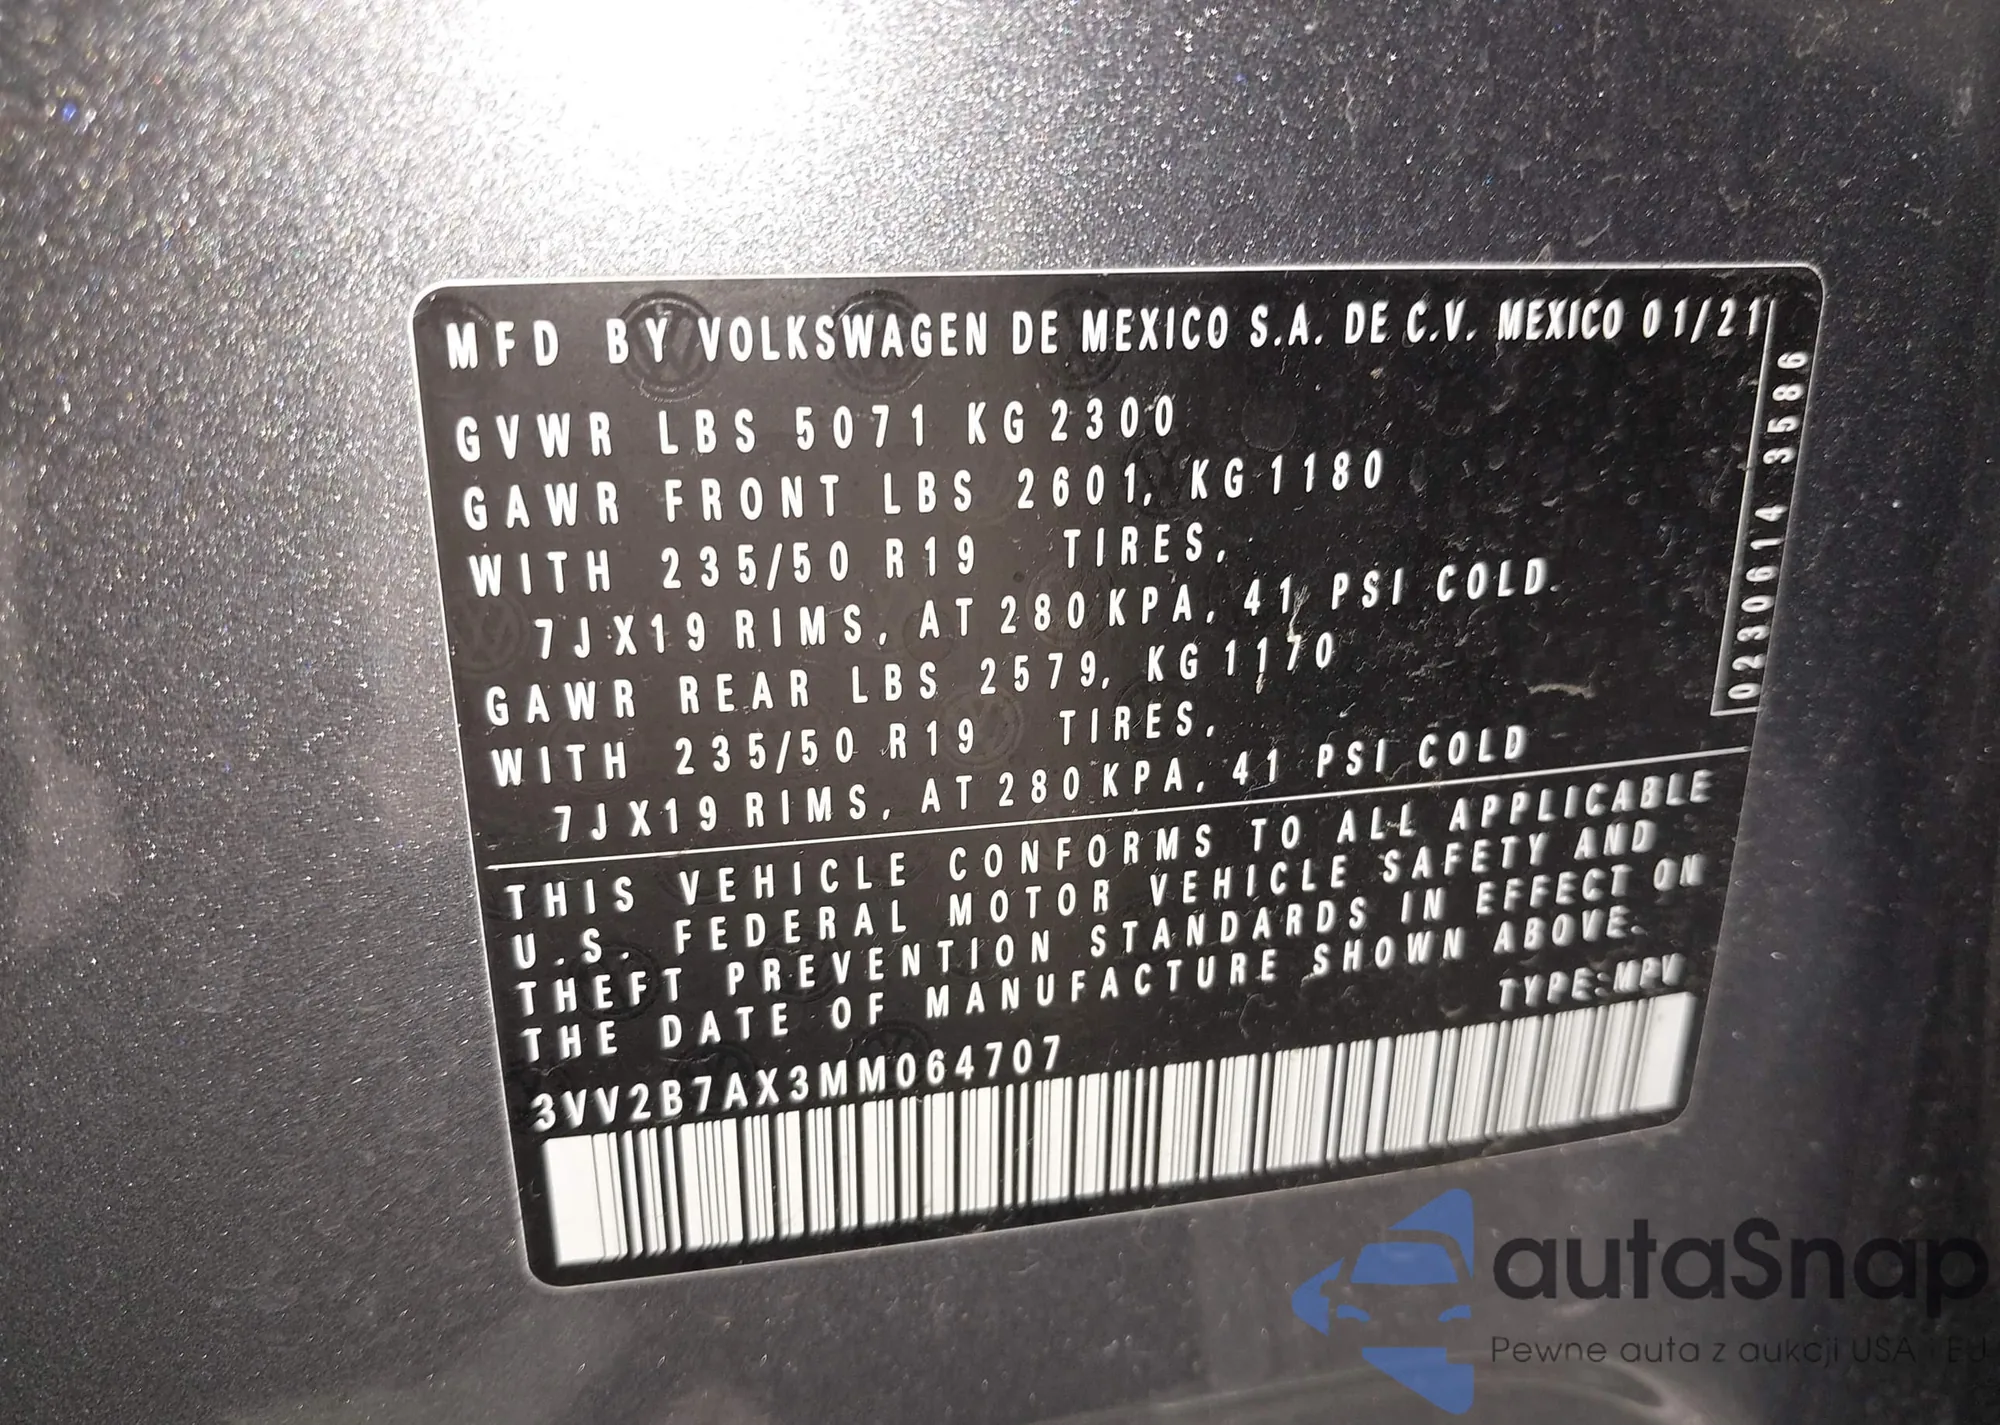 MFD BY VOLKSWAGEN DE MEXICO S.A. DE C.V. MEXICO 01/21
GVWR LBS 5071 KG 2300
GAWR FRONT LBS 2601, KG 1180
WITH 235/50 R19 TIRES,
7JX19 RIMS, AT 280 KPA, 41 PSI COLD.
GAWR REAR LBS 2579, KG 1170
WITH 235/50 R19 TIRES,
7JX19 RIMS, AT 280 KPA, 41 PSI COLD
0230614 3586
THIS VEHICLE CONFORMS TO ALL APPLICABLE
U.S. FEDERAL MOTOR VEHICLE SAFETY AND
THEFT PREVENTION STANDARDS IN EFFECT ON
THE DATE OF MANUFACTURE SHOWN ABOVE.
TYPE:MPV
3VV2B7AX3MM064707
autaSnap
Pewne auta z aukcji USA i EU